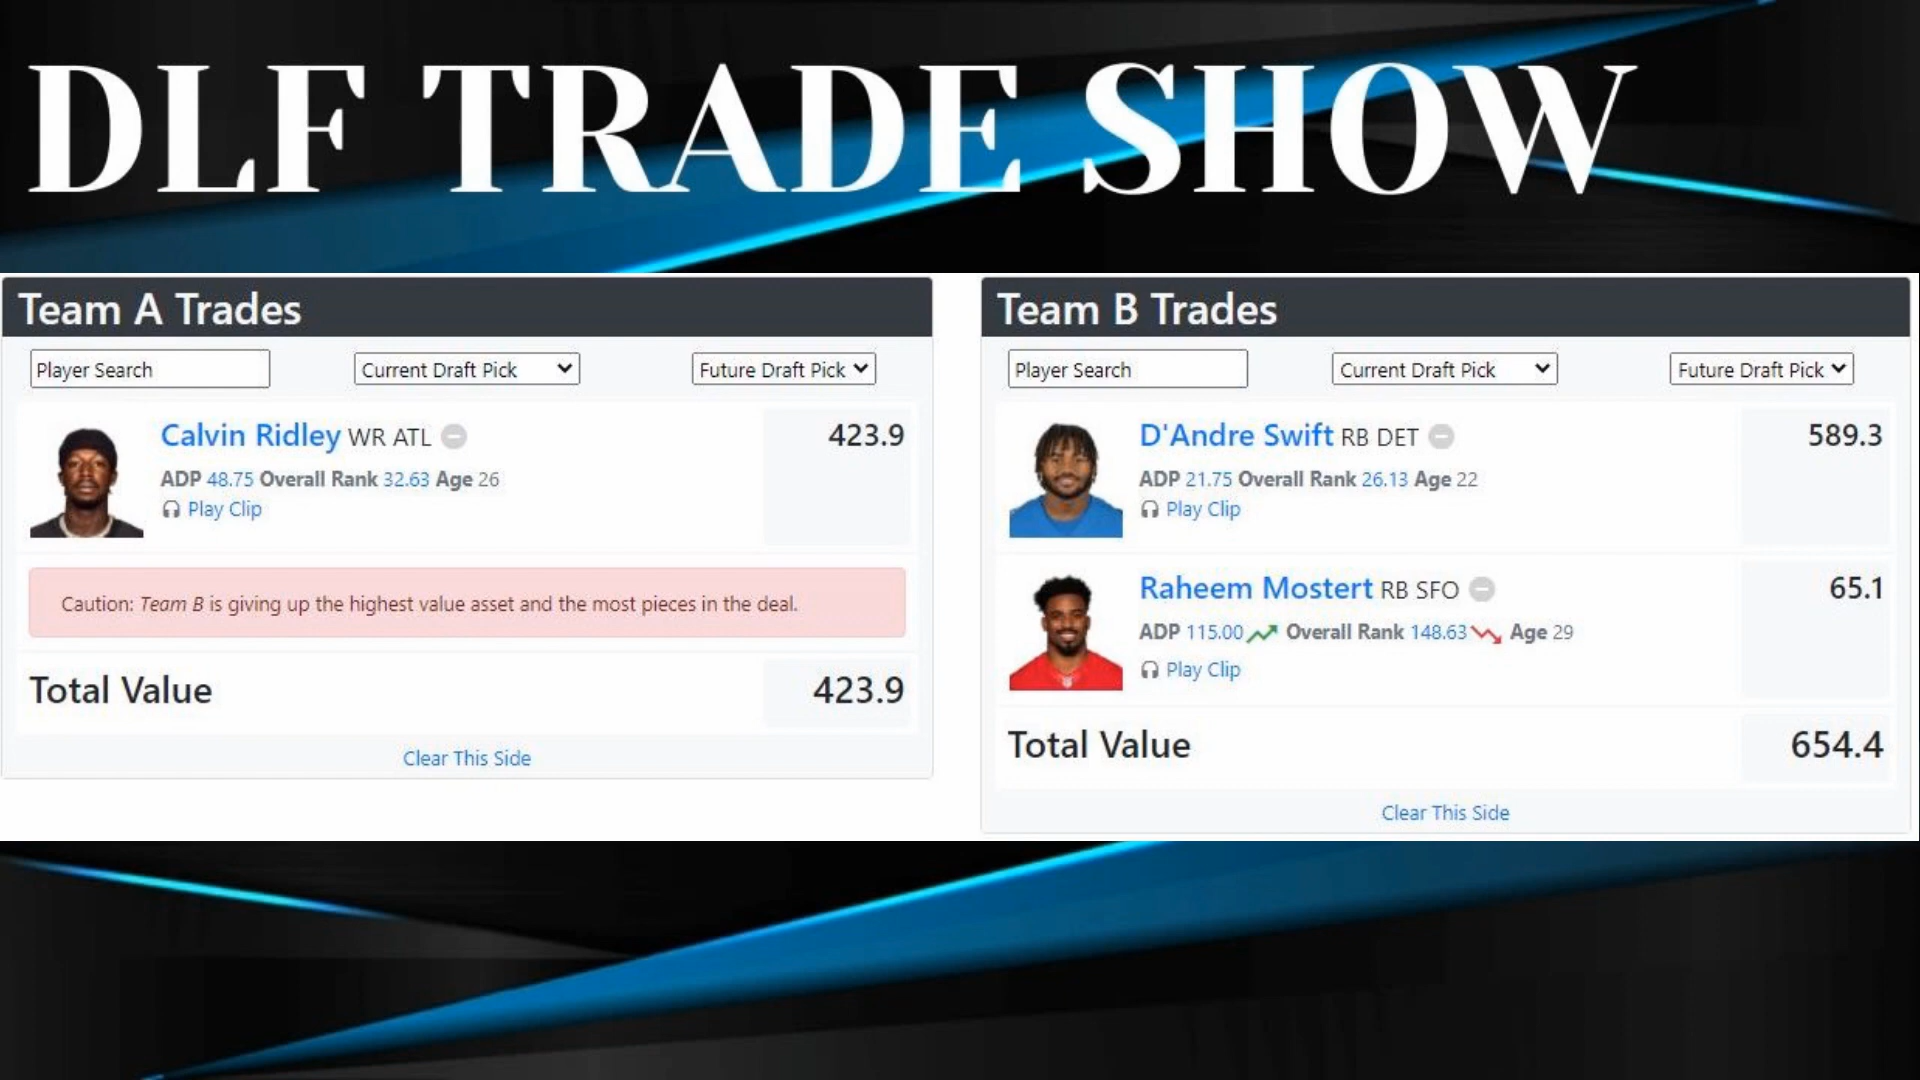 DLF TRADE SHOW
Team A Trades
Player Search
Current Draft Pick
Future Draft Pick
Calvin Ridley WR ATL
423.9
ADP 48.75 Overall Rank 32.63 Age 26
Play Clip
Caution: Team B is giving up the highest value asset and the most pieces in the deal.
Total Value
423.9
Clear This Side
Team B Trades
Player Search
Current Draft Pick
Future Draft Pick
D'Andre Swift RB DET
589.3
ADP 21.75 Overall Rank 26.13 Age 22
Play Clip
Raheem Mostert RB SFO
65.1
ADP 115.00 Overall Rank 148.63 Age 29
Play Clip
Total Value
654.4
Clear This Side